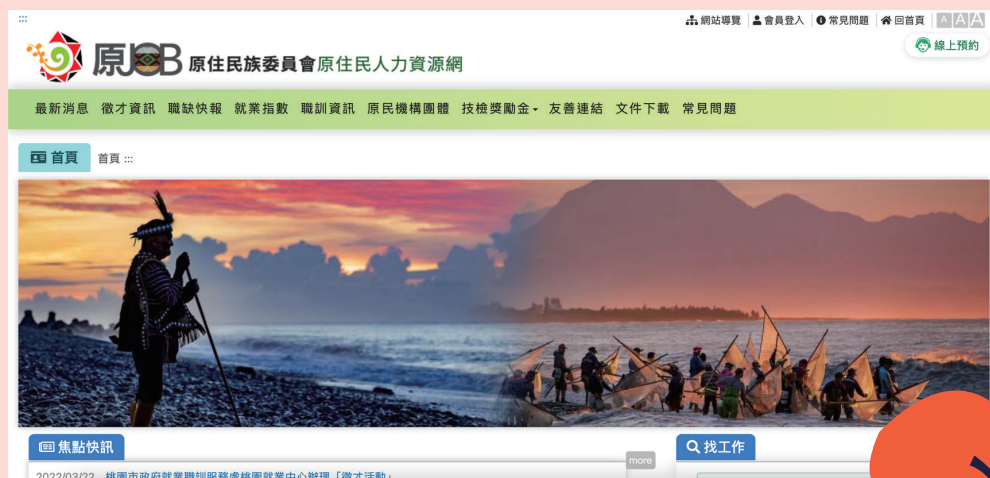 :::
網站導覽 會員登入 常見問題 回首頁 A A A
線上預約
原JOB 原住民族委員會原住民人力資源網
最新消息 徵才資訊 職缺快報 就業指數 職訓資訊 原民機構團體 技檢獎勵金 友善連結 文件下載 常見問題
首頁 首頁 :::
焦點快訊
more
找工作
2022/03/22 桃園市政府就業職訓服務處桃園就業中心辦理「徵才活動」